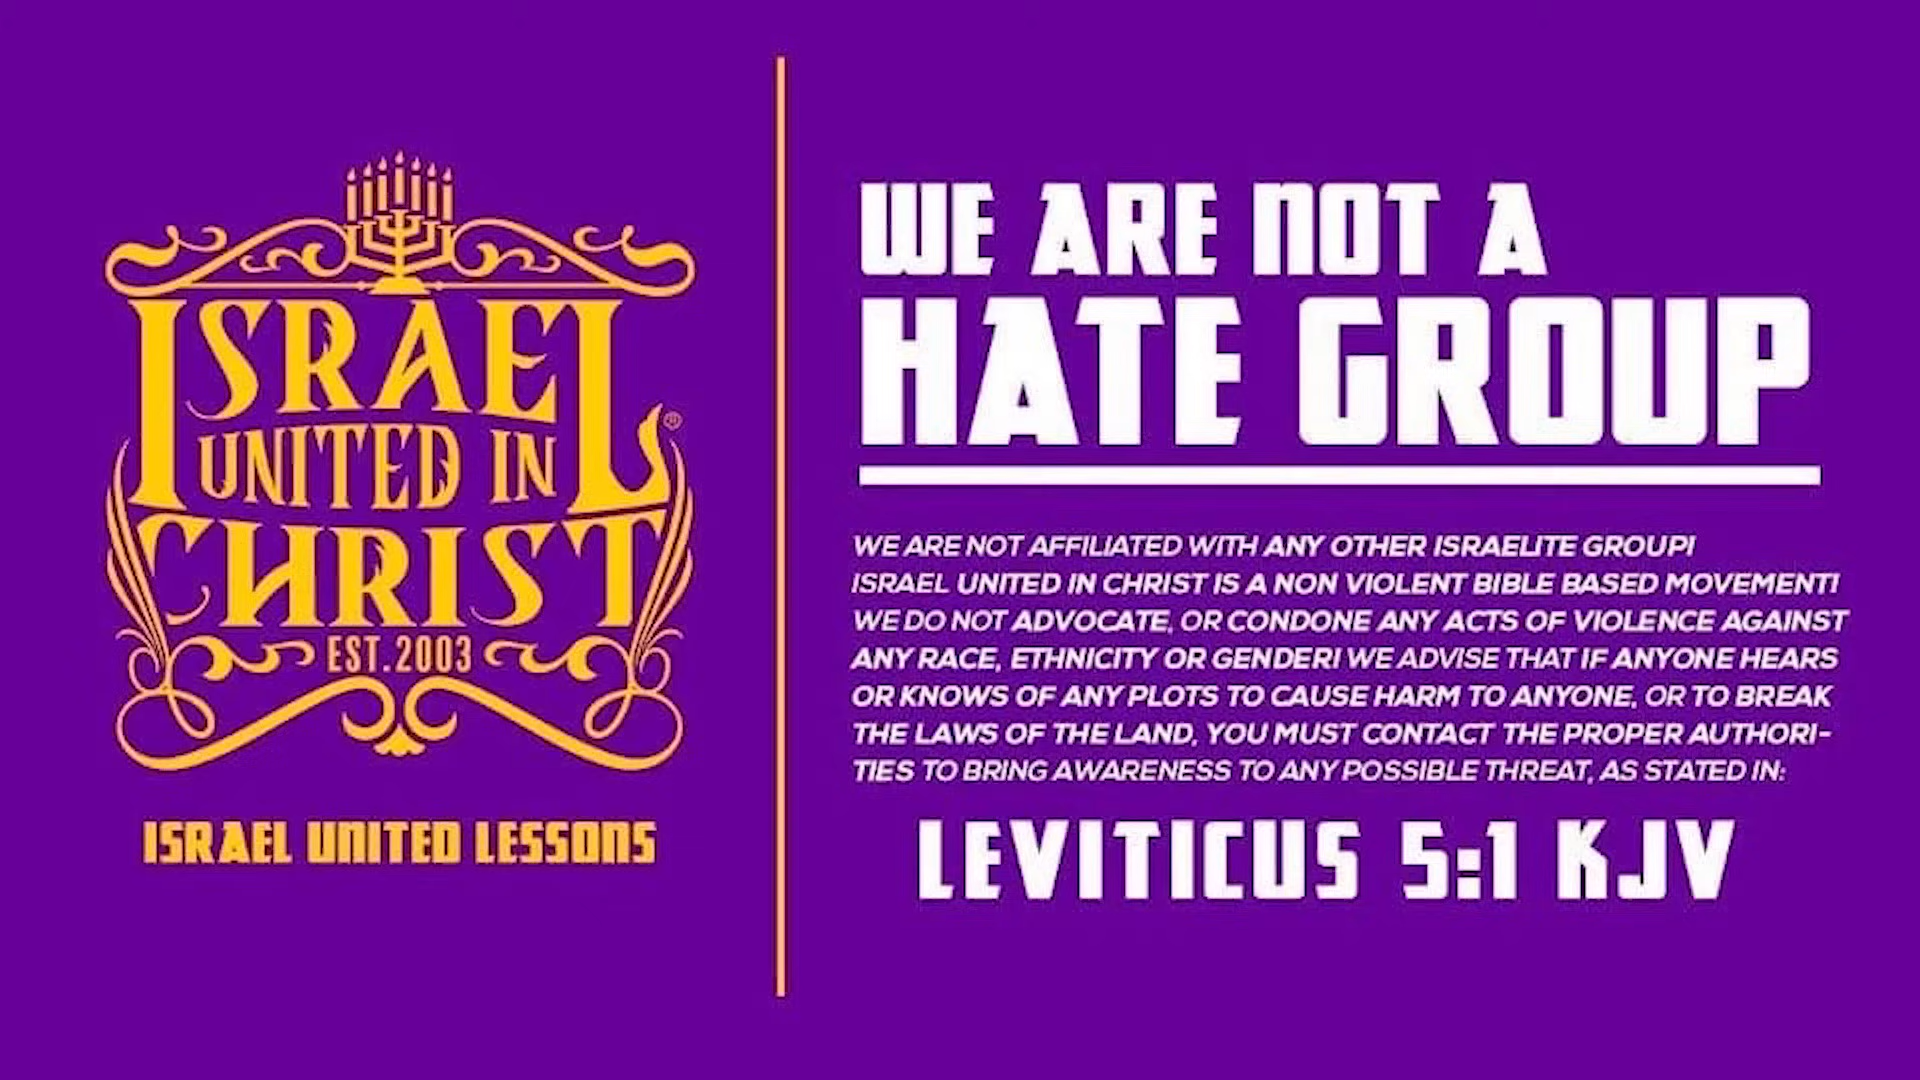 ISRAEL
UNITED IN
CHRIST®
EST.2003
ISRAEL UNITED LESSONS
WE ARE NOT A
HATE GROUP
WE ARE NOT AFFILIATED WITH ANY OTHER ISRAELITE GROUP!
ISRAEL UNITED IN CHRIST IS A NON VIOLENT BIBLE BASED MOVEMENT!
WE DO NOT ADVOCATE, OR CONDONE ANY ACTS OF VIOLENCE AGAINST
ANY RACE, ETHNICITY OR GENDER! WE ADVISE THAT IF ANYONE HEARS
OR KNOWS OF ANY PLOTS TO CAUSE HARM TO ANYONE, OR TO BREAK
THE LAWS OF THE LAND, YOU MUST CONTACT THE PROPER AUTHORI-
TIES TO BRING AWARENESS TO ANY POSSIBLE THREAT, AS STATED IN:
LEVITICUS 5:1 KJV